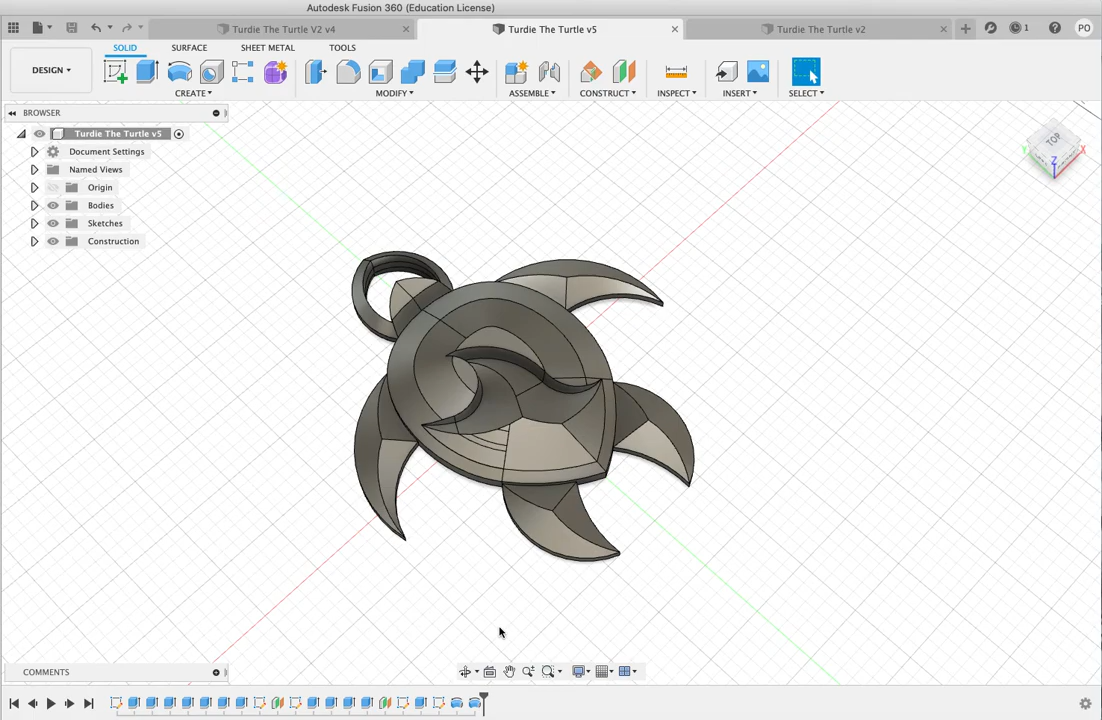 Autodesk Fusion 360 (Education License)
Turdie The Turtle V2 v4
Turdie The Turtle v5
Turdie The Turtle v2
1
PO
SOLID
SURFACE
SHEET METAL
TOOLS
DESIGN
CREATE
MODIFY
ASSEMBLE
CONSTRUCT
INSPECT
INSERT
SELECT
BROWSER
Turdie The Turtle v5
Document Settings
Named Views
Origin
Bodies
Sketches
Construction
TOP
Y
Z
X
COMMENTS